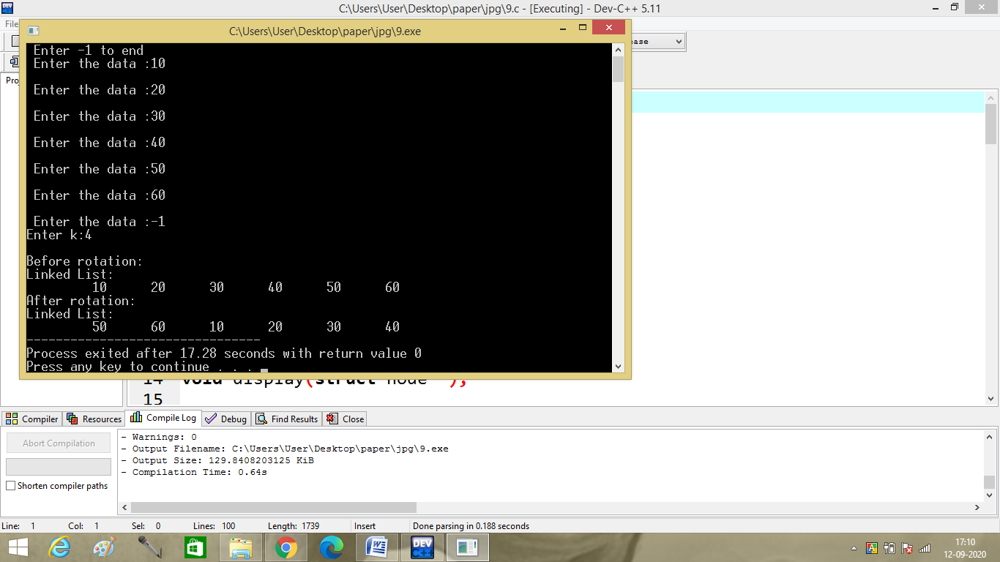 C:\Users\User\Desktop\paper\jpg\9.c - [Executing] - Dev-C++ 5.11
File
C:\Users\User\Desktop\paper\jpg\9.exe
ease
Enter -1 to end
Enter the data :10
Enter the data :20
Enter the data :30
Enter the data :40
Enter the data :50
Enter the data :60
Enter the data :-1
Enter k:4
Before rotation:
Linked List:
10 20 30 40 50 60
After rotation:
Linked List:
50 60 10 20 30 40
--------------------------------
Process exited after 17.28 seconds with return value 0
Press any key to continue . . .
14 void display(struct node );
15
Compiler Resources Compile Log Debug Find Results Close
Abort Compilation
Shorten compiler paths
- Warnings: 0
- Output Filename: C:\Users\User\Desktop\paper\jpg\9.exe
- Output Size: 129.8408203125 KiB
- Compilation Time: 0.64s
Line: 1 Col: 1 Sel: 0 Lines: 100 Length: 1739 Insert Done parsing in 0.188 seconds
DEV C++
17:10
12-09-2020